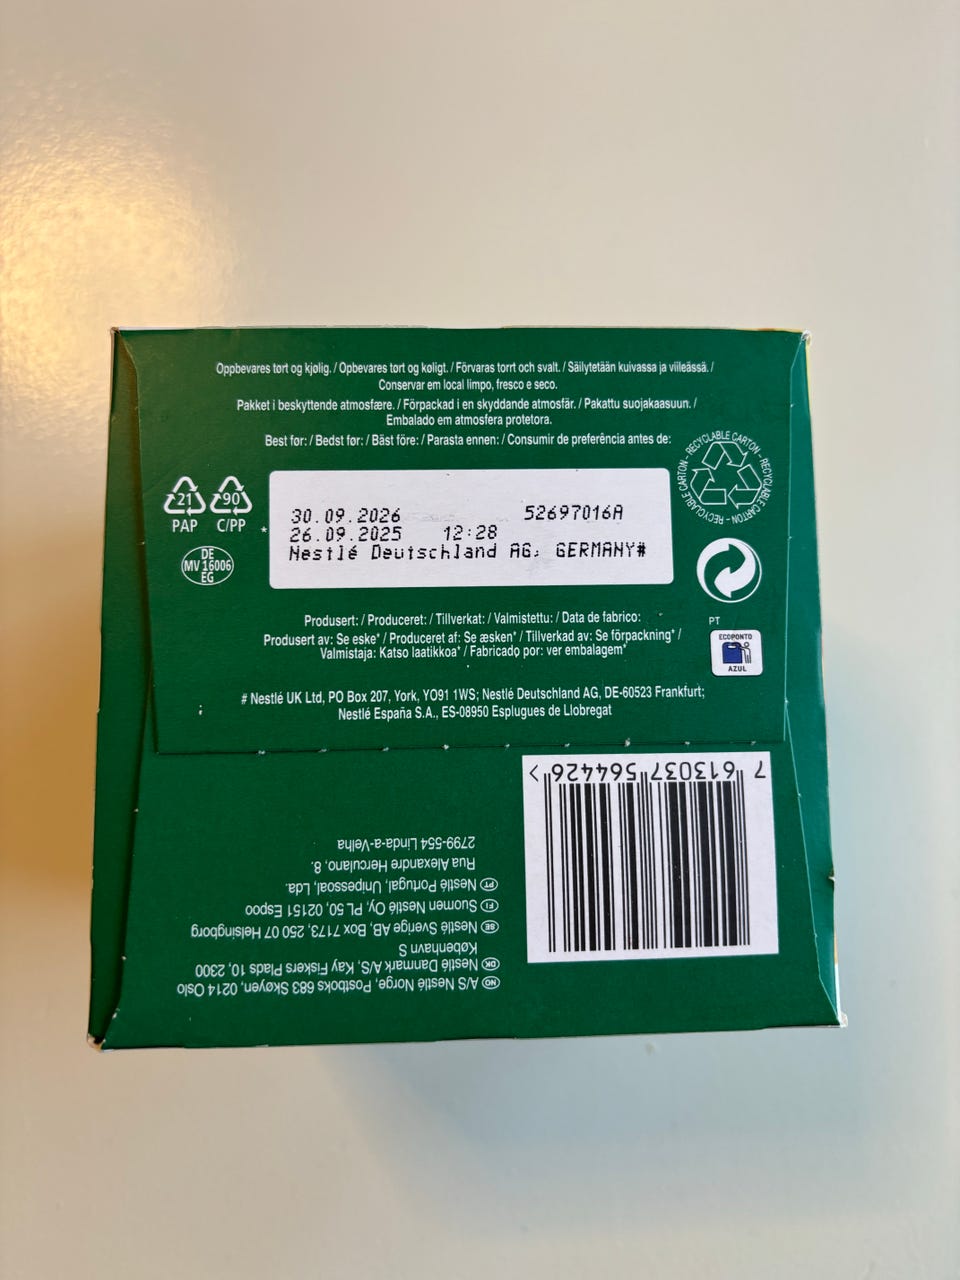 Oppbevares tørt og kjølig. / Opbevares tørt og køligt. / Förvaras torrt och svalt. / Säilytetään kuivassa ja viileässä. /
Conservar em local limpo, fresco e seco.
Pakket i beskyttende atmosfære. / Förpackad i en skyddande atmosfär. / Pakattu suojakaasuun. /
Embalado em atmosfera protetora.
Best før: / Bedst før: / Bäst före: / Parasta ennen: / Consumir de preferência antes de:
RECYCLABLE CARTON - RECYCLABLE CARTON - RECYCLABLE CARTON -
21
PAP
90
C/PP
*
DE
MV 16006
EG
30.09.2026 52697016A
26.09.2025 12:28
Nestlé Deutschland AG, GERMANY#
Produsert: / Produceret: / Tillverkat: / Valmistettu: / Data de fabrico:
Produsert av: Se eske* / Produceret af: Se æsken* / Tillverkad av: Se förpackning* /
Valmistaja: Katso laatikkoa* / Fabricado por: ver embalagem*
PT
ECOPONTO
AZUL
# Nestlé UK Ltd, PO Box 207, York, YO91 1WS; Nestlé Deutschland AG, DE-60523 Frankfurt;
Nestlé España S.A., ES-08950 Esplugues de Llobregat
7 613037 564426 >
NO A/S Nestlé Norge, Postboks 683 Skøyen, 0214 Oslo
DK Nestlé Danmark A/S, Kay Fiskers Plads 10, 2300
København S
SE Nestlé Sverige AB, Box 7173, 250 07 Helsingborg
FI Suomen Nestlé Oy, PL 50, 02151 Espoo
PT Nestlé Portugal, Unipessoal, Lda.
Rua Alexandre Herculano, 8.
2799-554 Linda-a-Velha